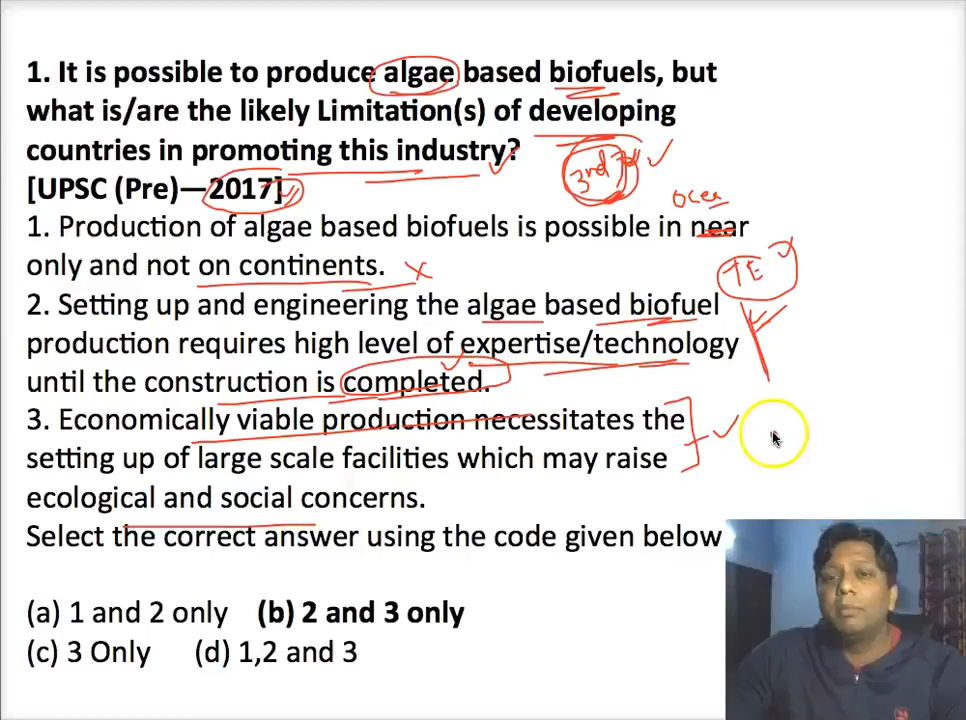 1. It is possible to produce algae based biofuels, but
what is/are the likely Limitation(s) of developing
countries in promoting this industry?
[UPSC (Pre)—2017]
3rd
ocea
1. Production of algae based biofuels is possible in near
only and not on continents.
TE
2. Setting up and engineering the algae based biofuel
production requires high level of expertise/technology
until the construction is completed.
3. Economically viable production necessitates the
setting up of large scale facilities which may raise
ecological and social concerns.
Select the correct answer using the code given below
(a) 1 and 2 only (b) 2 and 3 only
(c) 3 Only (d) 1,2 and 3